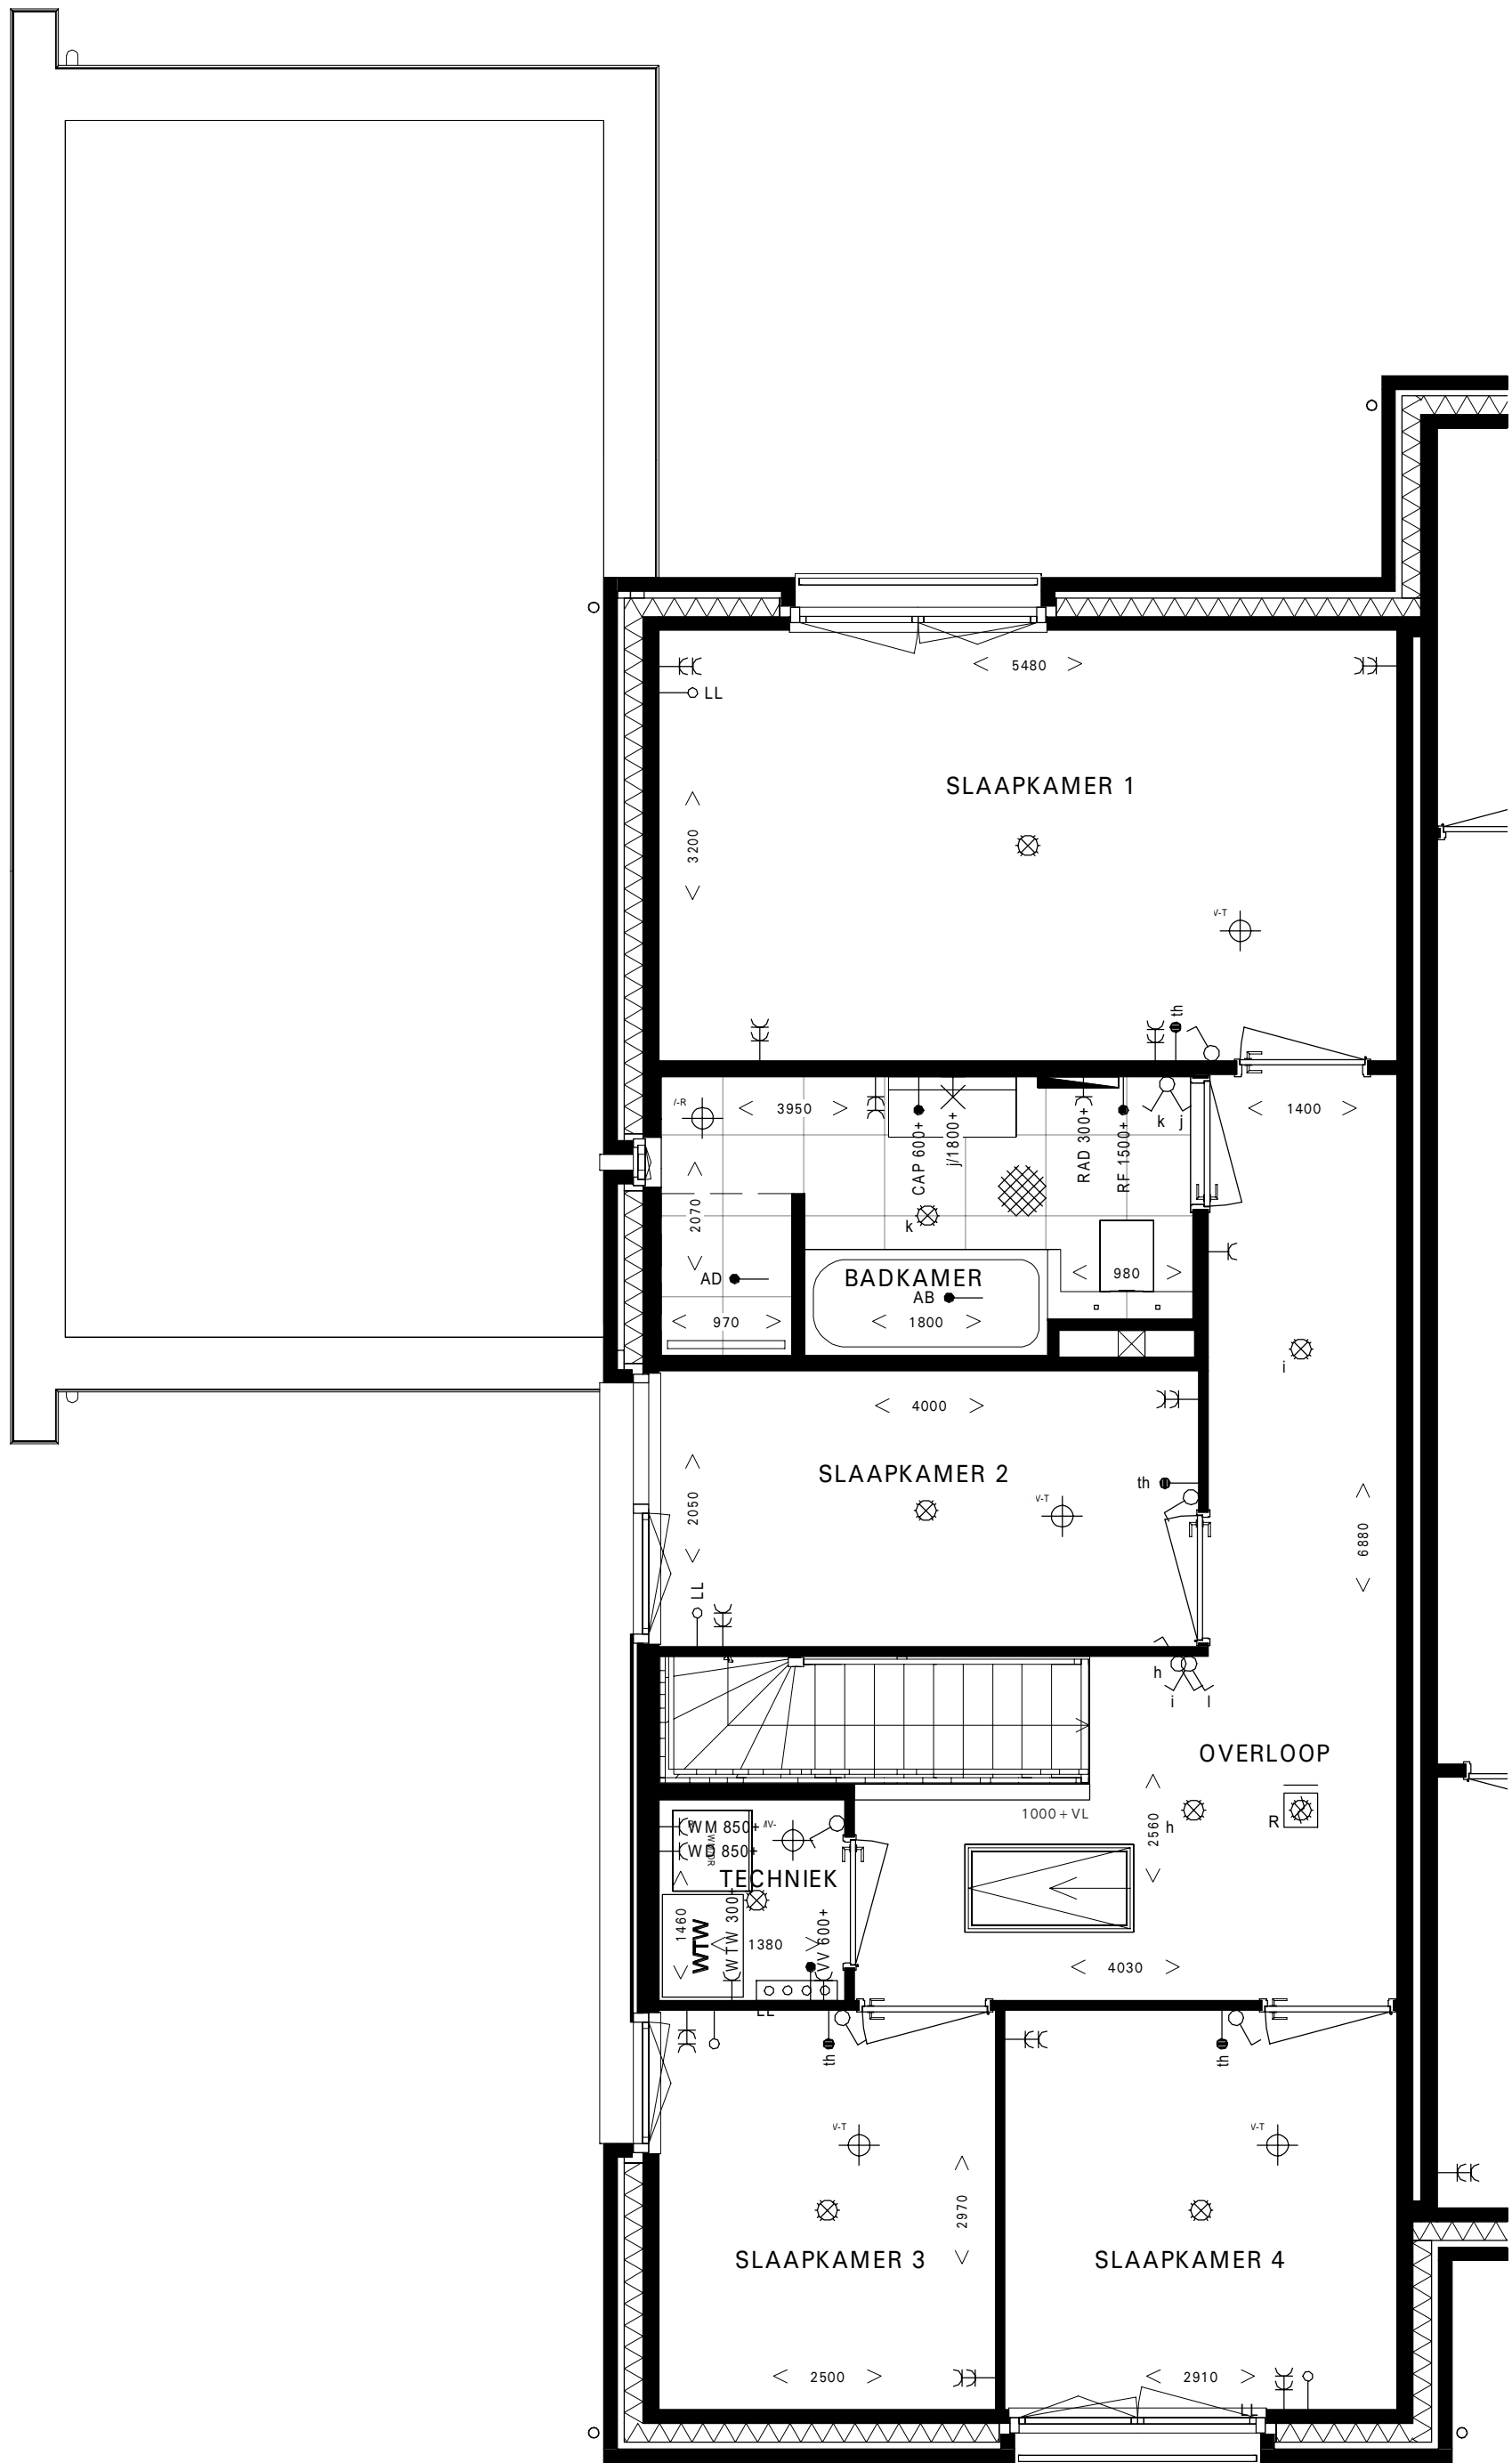 5480
LL
SLAAPKAMER 1
3200
V-T
th
3950
1400
CAP 600+
j/1800+
RAD 300+
RF 1500+
k j
2070
k
AD
BADKAMER
AB
980
970
1800
i
4000
SLAAPKAMER 2
th
2050
V-T
6880
LL
h
i l
OVERLOOP
1000+VL
2560
h
R
WM 850+
WD 850+
TECHNIEK
1460
WTW
WTW 300+
1380
VV 600+
4030
LL
th
th
V-T
V-T
2970
SLAAPKAMER 3
SLAAPKAMER 4
2500
2910
LL